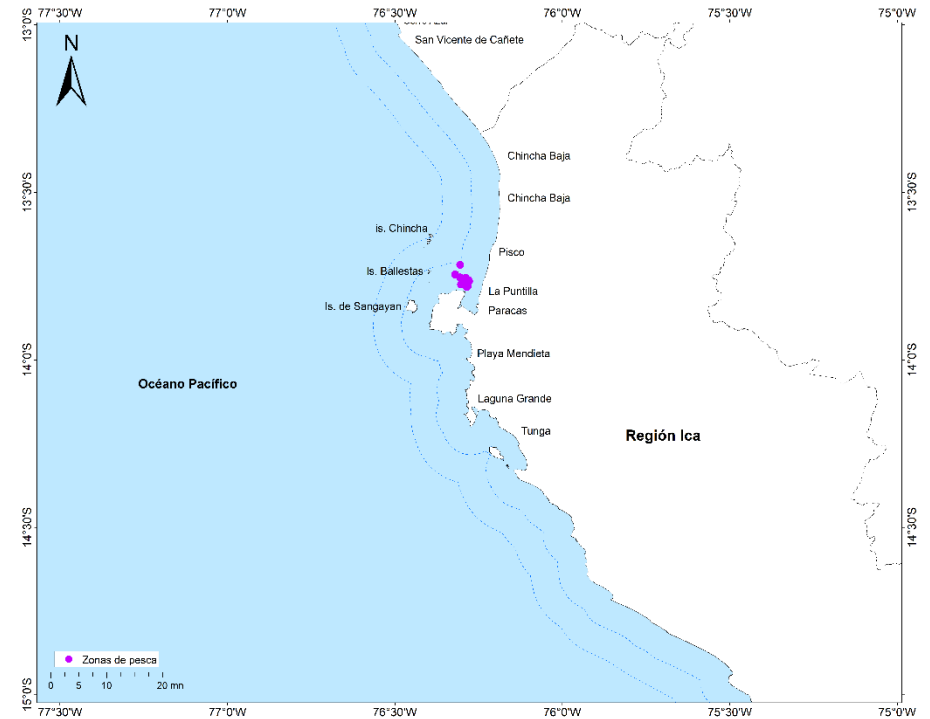 77°30'W 77°0'W 76°30'W 76°0'W 75°30'W 75°0'W
13°0'S
13°0'S
N
San Vicente de Cañete
Chincha Baja
13°30'S
13°30'S
Chincha Baja
is. Chincha
Pisco
Is. Ballestas
La Puntilla
Is. de Sangayan
Paracas
Playa Mendieta
14°0'S
14°0'S
Océano Pacífico
Laguna Grande
Tunga
Región Ica
14°30'S
14°30'S
Zonas de pesca
0 5 10 20 mn
15°0'S
15°0'S
77°30'W 77°0'W 76°30'W 76°0'W 75°30'W 75°0'W